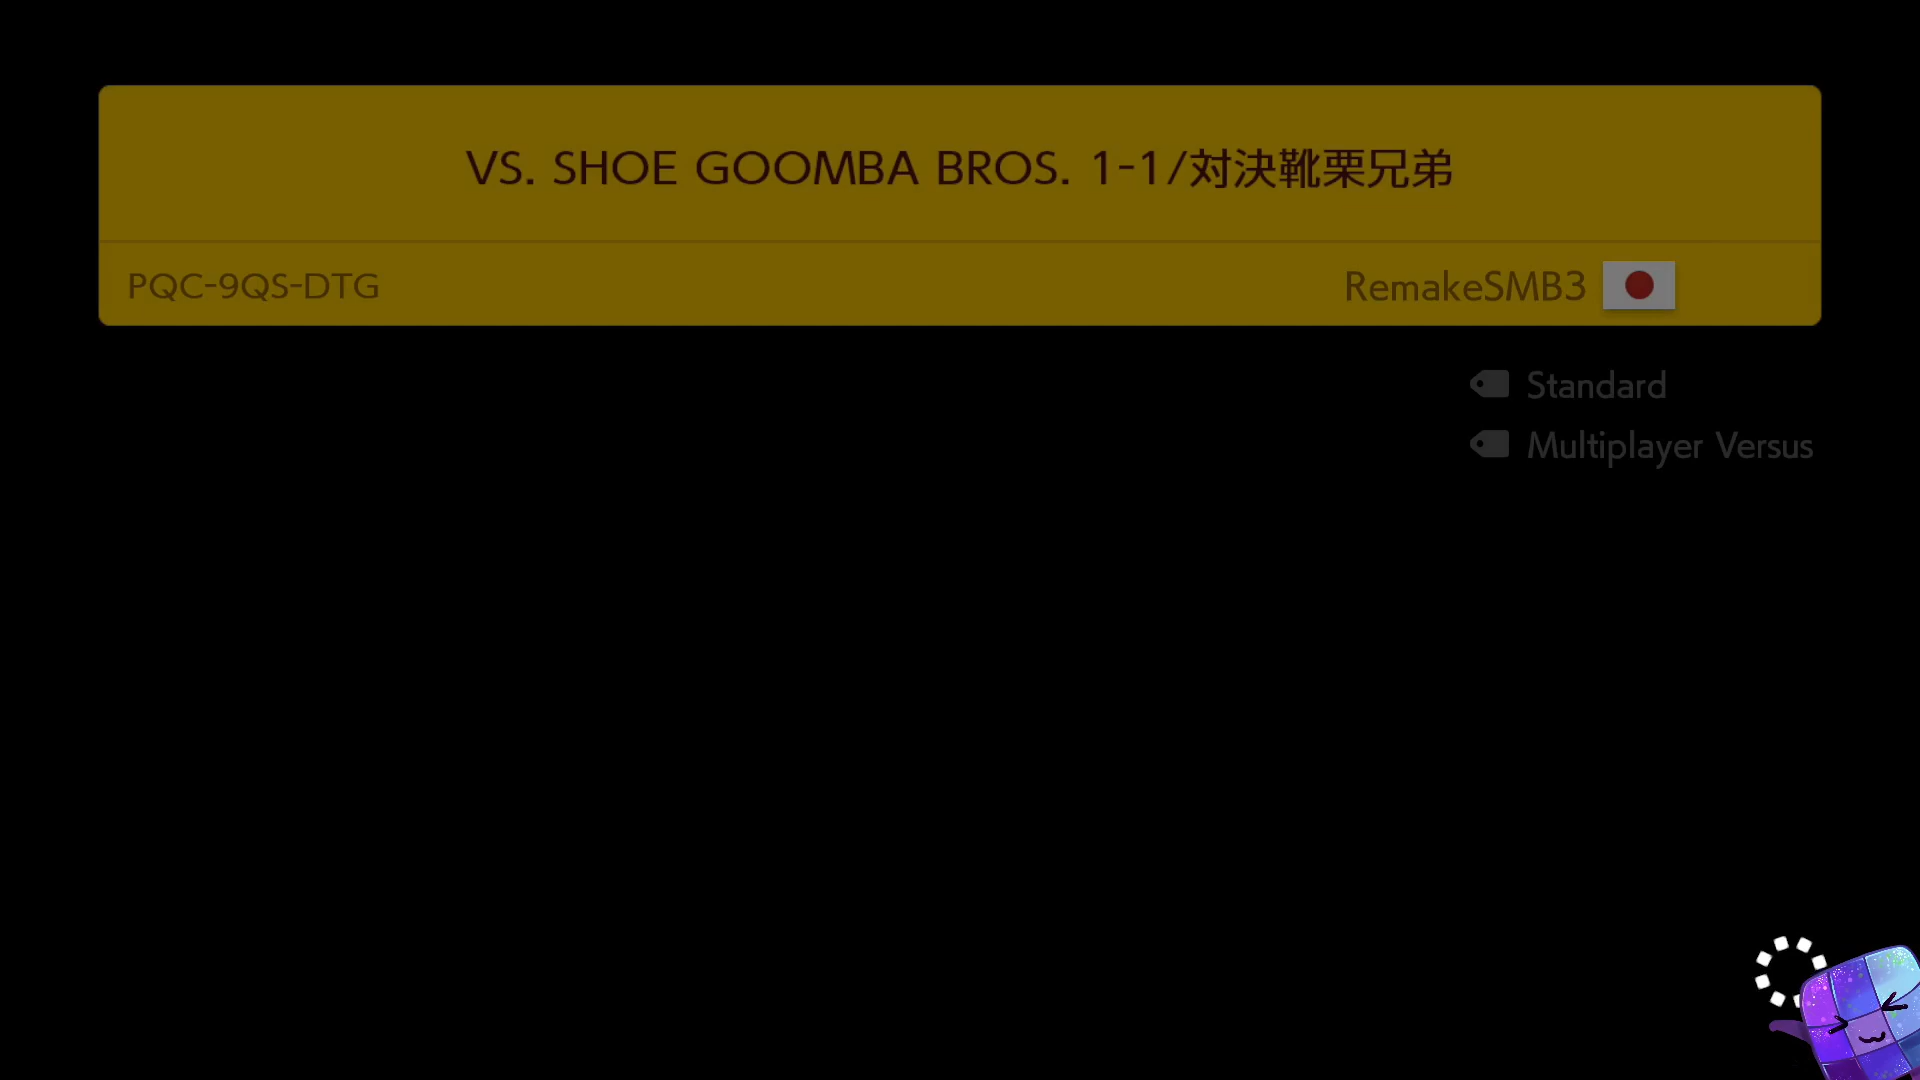 VS. SHOE GOOMBA BROS. 1-1/対決靴栗兄弟
PQC-9QS-DTG
RemakeSMB3
Standard
Multiplayer Versus